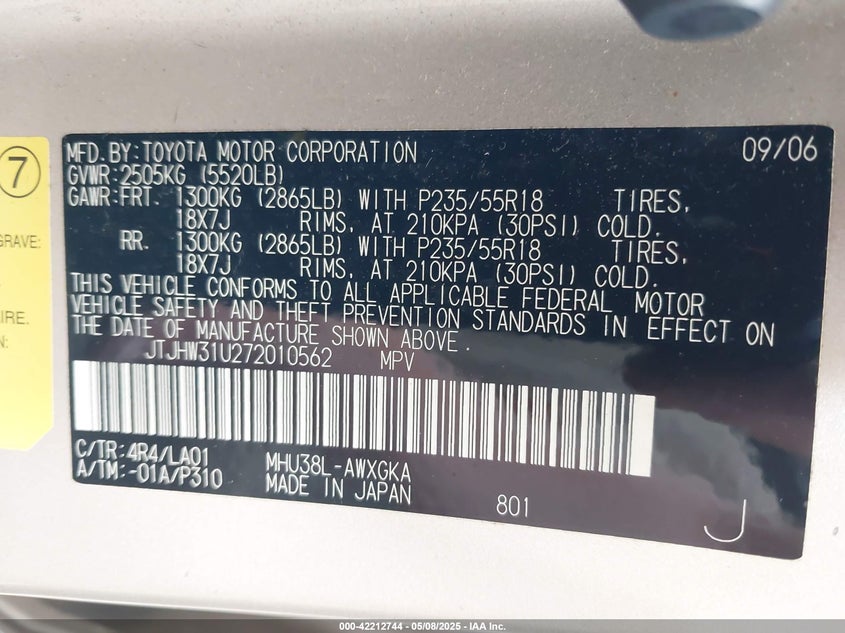 7
GRAVE:
IRE.
N:
MFD.BY:TOYOTA MOTOR CORPORATION 09/06
GVWR:2505KG (5520LB)
GAWR:FRT. 1300KG (2865LB) WITH P235/55R18 TIRES,
18X7J RIMS, AT 210KPA (30PSI) COLD.
RR. 1300KG (2865LB) WITH P235/55R18 TIRES,
18X7J RIMS, AT 210KPA (30PSI) COLD.
THIS VEHICLE CONFORMS TO ALL APPLICABLE FEDERAL MOTOR
VEHICLE SAFETY AND THEFT PREVENTION STANDARDS IN EFFECT ON
THE DATE OF MANUFACTURE SHOWN ABOVE.
JTJHW31U272010562 MPV
C/TR:4R4/LA01 MHU38L-AWXGKA
A/TM:-01A/P310 MADE IN JAPAN 801
J
000-42212744 - 05/08/2025 - IAA Inc.